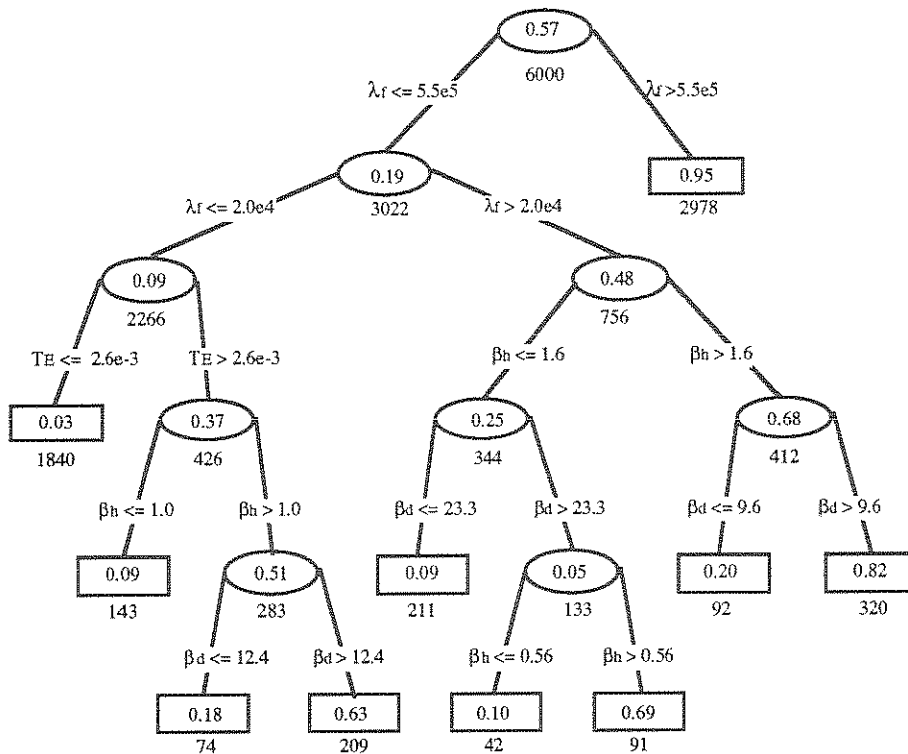 0.57
6000
λf <= 5.5e5
λf >5.5e5
0.19
3022
0.95
2978
λf <= 2.0e4
λf > 2.0e4
0.09
2266
0.48
756
TE <= 2.6e-3
TE > 2.6e-3
βh <= 1.6
βh > 1.6
0.03
1840
0.37
426
0.25
344
0.68
412
βh <= 1.0
βh > 1.0
βd <= 23.3
βd > 23.3
βd <= 9.6
βd > 9.6
0.09
143
0.51
283
0.09
211
0.05
133
0.20
92
0.82
320
βd <= 12.4
βd > 12.4
βh <= 0.56
βh > 0.56
0.18
74
0.63
209
0.10
42
0.69
91